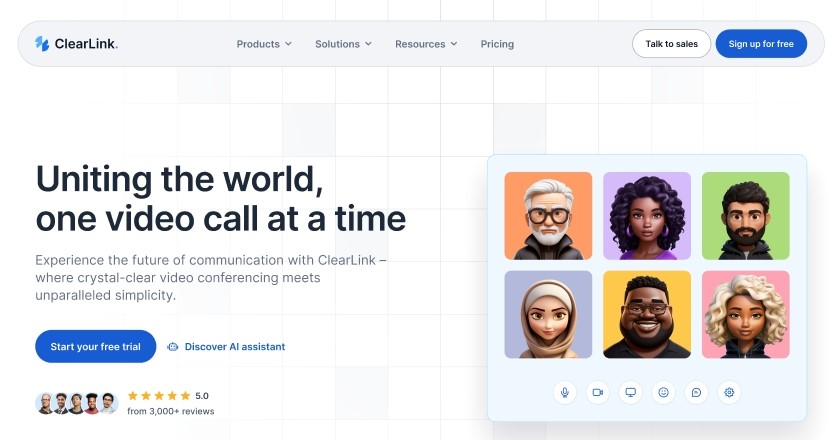 ClearLink.
Products
Solutions
Resources
Pricing
Talk to sales
Sign up for free
Uniting the world,
one video call at a time
Experience the future of communication with ClearLink –
where crystal-clear video conferencing meets
unparalleled simplicity.
Start your free trial
Discover AI assistant
5.0
from 3,000+ reviews